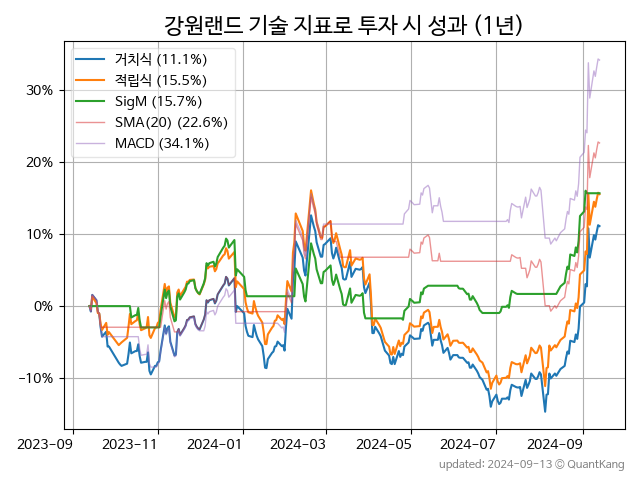 강원랜드 기술 지표로 투자 시 성과 (1년)
거치식 (11.1%)
적립식 (15.5%)
SigM (15.7%)
SMA(20) (22.6%)
MACD (34.1%)
30%
20%
10%
0%
−10%
2023-09 2023-11 2024-01 2024-03 2024-05 2024-07 2024-09
updated: 2024-09-13 ⓒ QuantKang